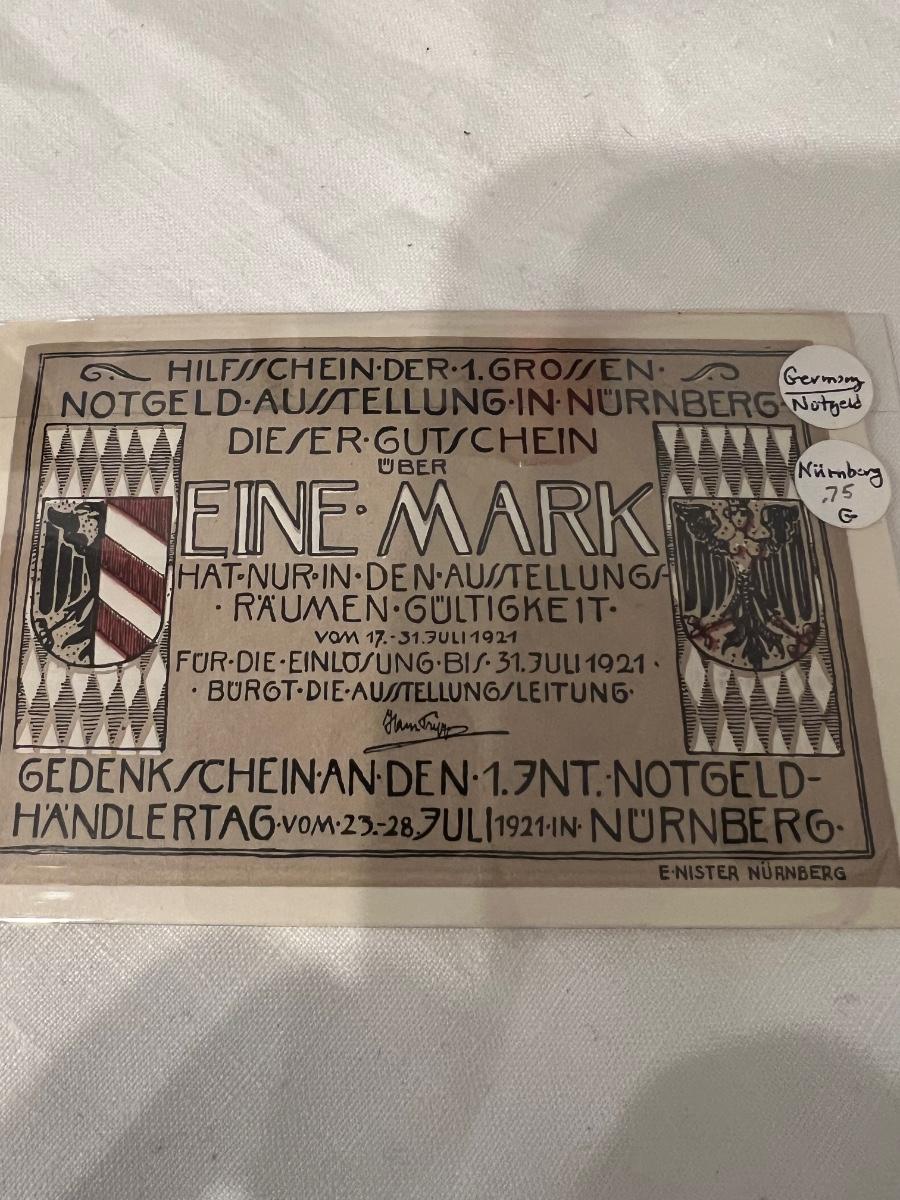 HILFSSCHEIN·DER·1.GROSSEN·
NOTGELD·AUSSTELLUNG·IN·NÜRNBERG·
DIESER·GUTSCHEIN
ÜBER
EINE·MARK
HAT·NUR·IN·DEN·AUSSTELLUNGS-
·RÄUMEN·GÜLTIGKEIT·
VOM 17.-31.JULI 1921
FÜR·DIE·EINLÖSUNG·BIS·31.JULI 1921·
·BÜRGT·DIE·AUSSTELLUNGSLEITUNG·
GEDENKSCHEIN·AN·DEN·1.INT.·NOTGELD-
HÄNDLERTAG·VOM·23.-28.JULI 1921·IN·NÜRNBERG·
E·NISTER NÜRNBERG
Germany
Notgeld
Nürnberg
.75
G